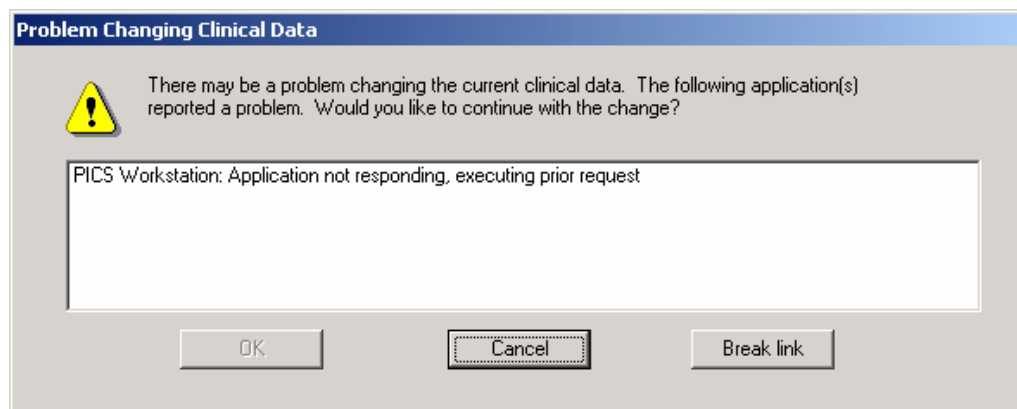 Problem Changing Clinical Data
There may be a problem changing the current clinical data.  The following application(s)
reported a problem.  Would you like to continue with the change?
PICS Workstation: Application not responding, executing prior request
OK
Cancel
Break link